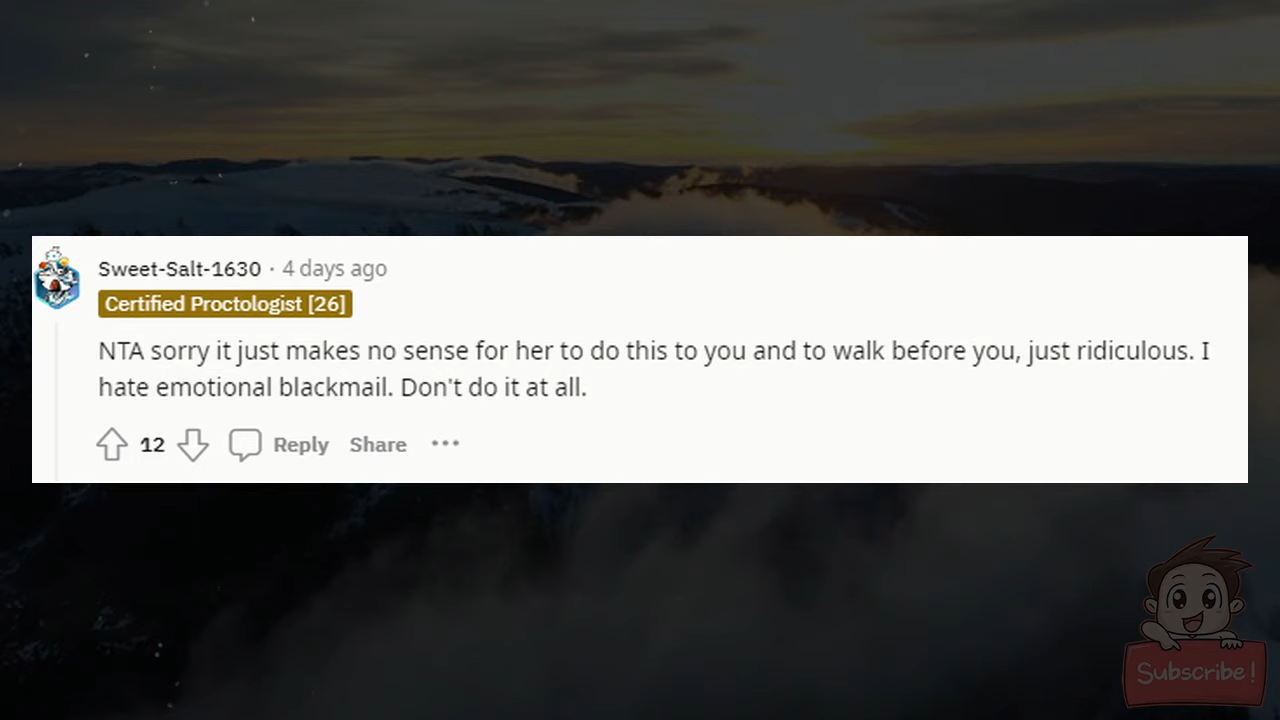 Sweet-Salt-1630 · 4 days ago
Certified Proctologist [26]
NTA sorry it just makes no sense for her to do this to you and to walk before you, just ridiculous. I
hate emotional blackmail. Don't do it at all.
12 Reply Share •••
Subscribe!